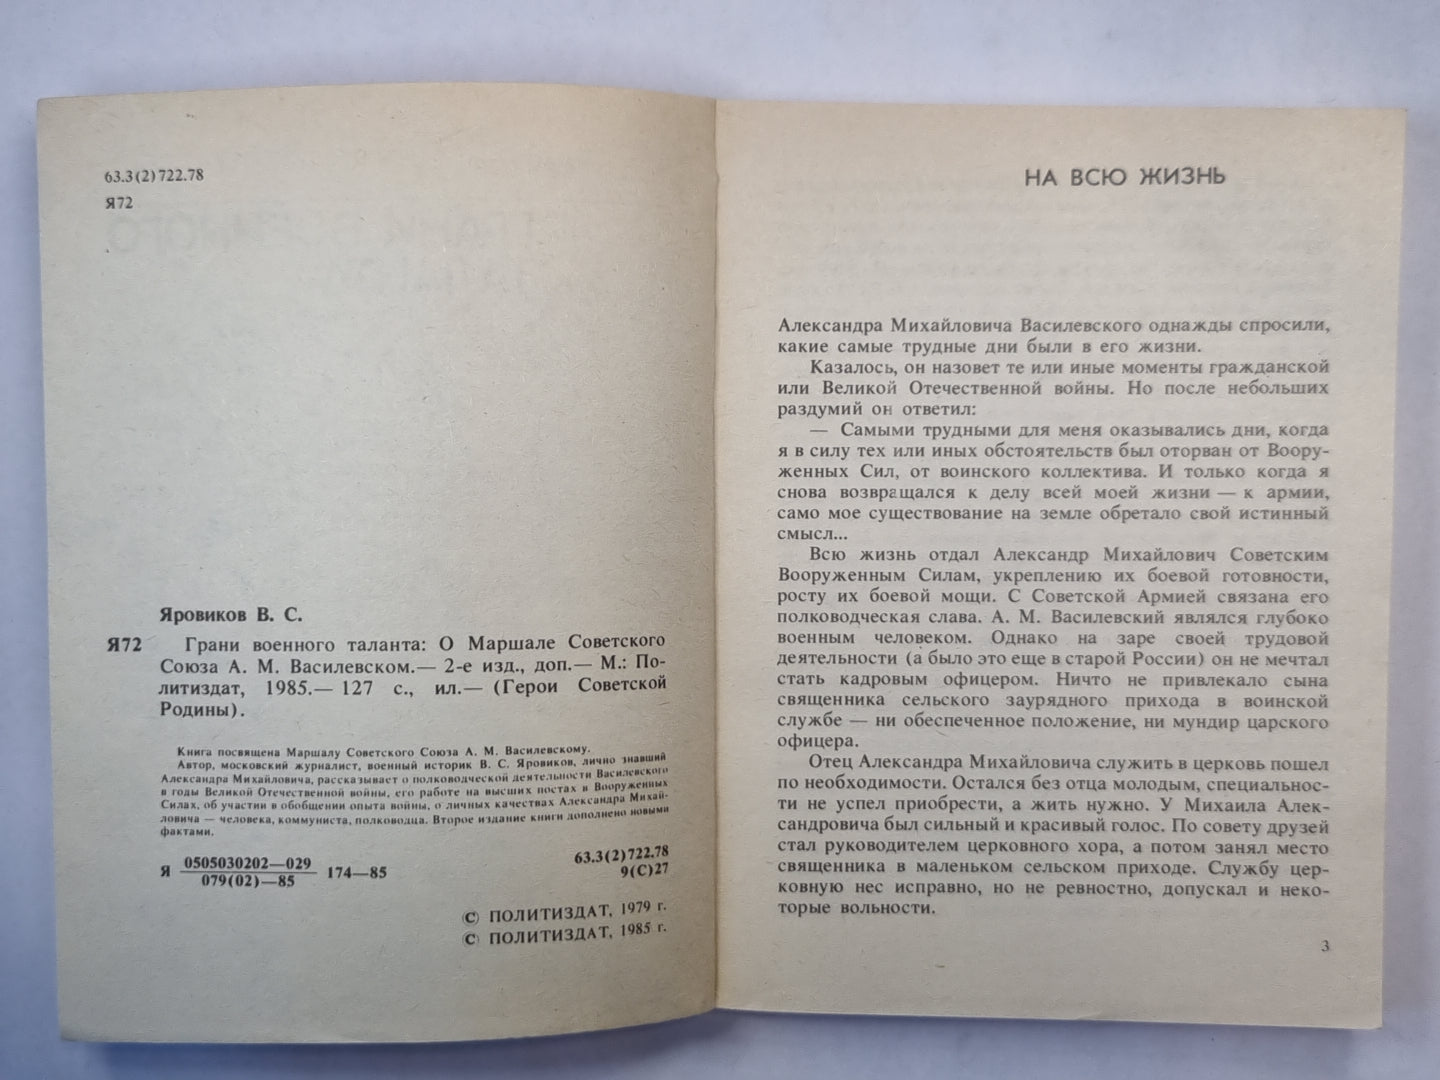 63.3(2)722.78
Я72
Яровиков В. С.
Я72 Грани военного таланта: О Маршале Советского
Союза А. М. Василевском.— 2-е изд., доп.— М.: По-
литиздат, 1985.— 127 с., ил.— (Герои Советской
Родины).
Книга посвящена Маршалу Советского Союза А. М. Василевскому.
Автор, московский журналист, военный историк В. С. Яровиков, лично знавший
Александра Михайловича, рассказывает о полководческой деятельности Василевского
в годы Великой Отечественной войны, его работе на высших постах в Вооруженных
Силах, об участии в обобщении опыта войны, о личных качествах Александра Михай-
ловича — человека, коммуниста, полководца. Второе издание книги дополнено новыми
фактами.
Я 0505030202—029
079(02)—85
174—85
63.3(2)722.78
9(С)27
© ПОЛИТИЗДАТ, 1979 г.
© ПОЛИТИЗДАТ, 1985 г.
НА ВСЮ ЖИЗНЬ
Александра Михайловича Василевского однажды спросили,
какие самые трудные дни были в его жизни.
Казалось, он назовет те или иные моменты гражданской
или Великой Отечественной войны. Но после небольших
раздумий он ответил:
— Самыми трудными для меня оказывались дни, когда
я в силу тех или иных обстоятельств был оторван от Воору-
женных Сил, от воинского коллектива. И только когда я
снова возвращался к делу всей моей жизни — к армии,
само мое существование на земле обретало свой истинный
смысл...
Всю жизнь отдал Александр Михайлович Советским
Вооруженным Силам, укреплению их боевой готовности,
росту их боевой мощи. С Советской Армией связана его
полководческая слава. А. М. Василевский являлся глубоко
военным человеком. Однако на заре своей трудовой
деятельности (а было это еще в старой России) он не мечтал
стать кадровым офицером. Ничто не привлекало сына
священника сельского заурядного прихода в воинской
службе — ни обеспеченное положение, ни мундир царского
офицера.
Отец Александра Михайловича служить в церковь пошел
по необходимости. Остался без отца молодым, специальнос-
ти не успел приобрести, а жить нужно. У Михаила Алек-
сандровича был сильный и красивый голос. По совету друзей
стал руководителем церковного хора, а потом занял место
священника в маленьком сельском приходе. Службу цер-
ковную нес исправно, но не ревностно, допускал и неко-
торые вольности.
3